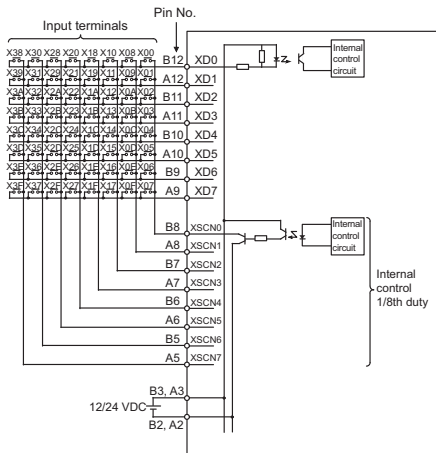 Input terminals
Pin No.
X38 X30 X28 X20 X18 X10 X08 X00
B12 XD0
X39 X31 X29 X21 X19 X11 X09 X01
A12 XD1
X3A X32 X2A X22 X1A X12 X0A X02
B11 XD2
X3B X33 X2B X23 X1B X13 X0B X03
A11 XD3
X3C X34 X2C X24 X1C X14 X0C X04
B10 XD4
X3D X35 X2D X25 X1D X15 X0D X05
A10 XD5
X3E X36 X2E X26 X1E X16 X0E X06
B9 XD6
X3F X37 X2F X27 X1F X17 X0F X07
A9 XD7
Internal
control
circuit
B8 XSCN0
A8 XSCN1
B7 XSCN2
A7 XSCN3
B6 XSCN4
A6 XSCN5
B5 XSCN6
A5 XSCN7
Internal
control
circuit
Internal
control
1/8th duty
B3, A3
12/24 VDC
B2, A2